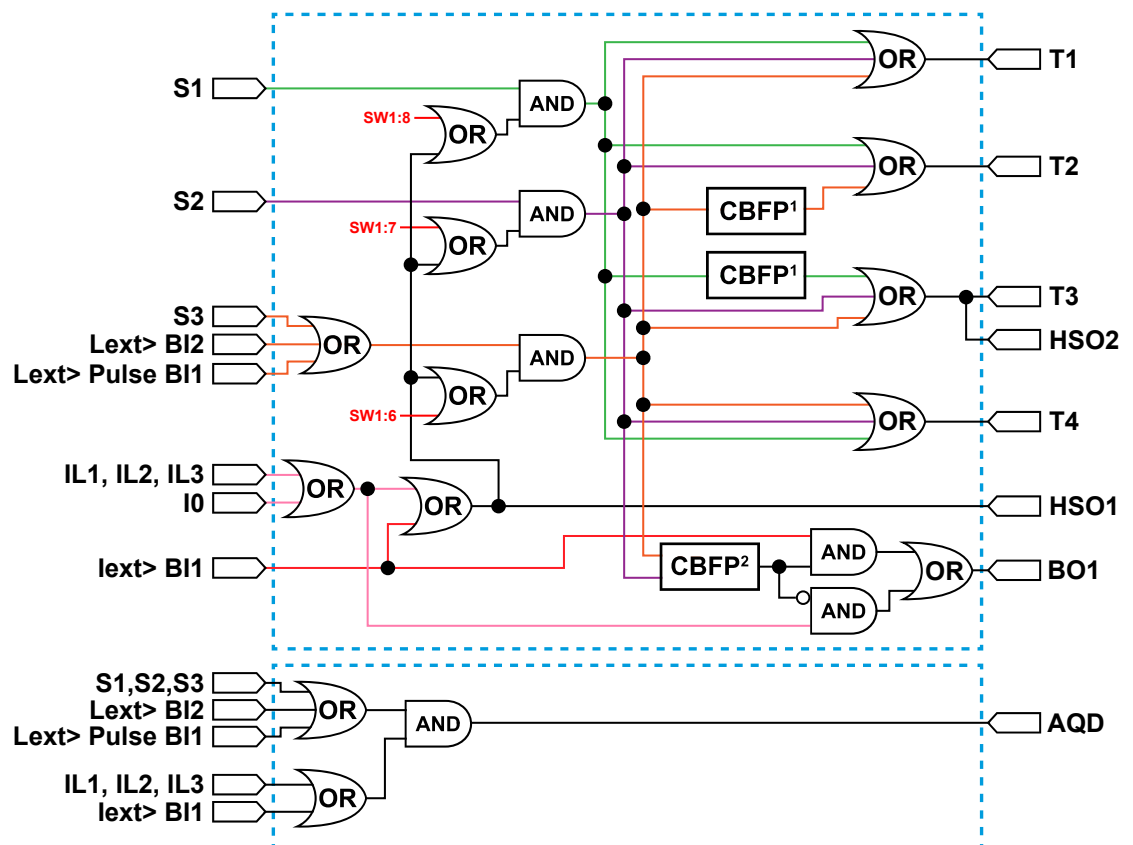 S1
S2
S3
Lext> BI2
Lext> Pulse BI1
IL1, IL2, IL3
I0
Iext> BI1
SW1:8
OR
AND
SW1:7
OR
AND
OR
AND
OR
SW1:6
OR
OR
OR
T1
OR
T2
CBFP¹
CBFP¹
OR
T3
HSO2
OR
T4
HSO1
CBFP²
AND
AND
OR
BO1
S1,S2,S3
Lext> BI2
Lext> Pulse BI1
OR
AND
AQD
IL1, IL2, IL3
Iext> BI1
OR